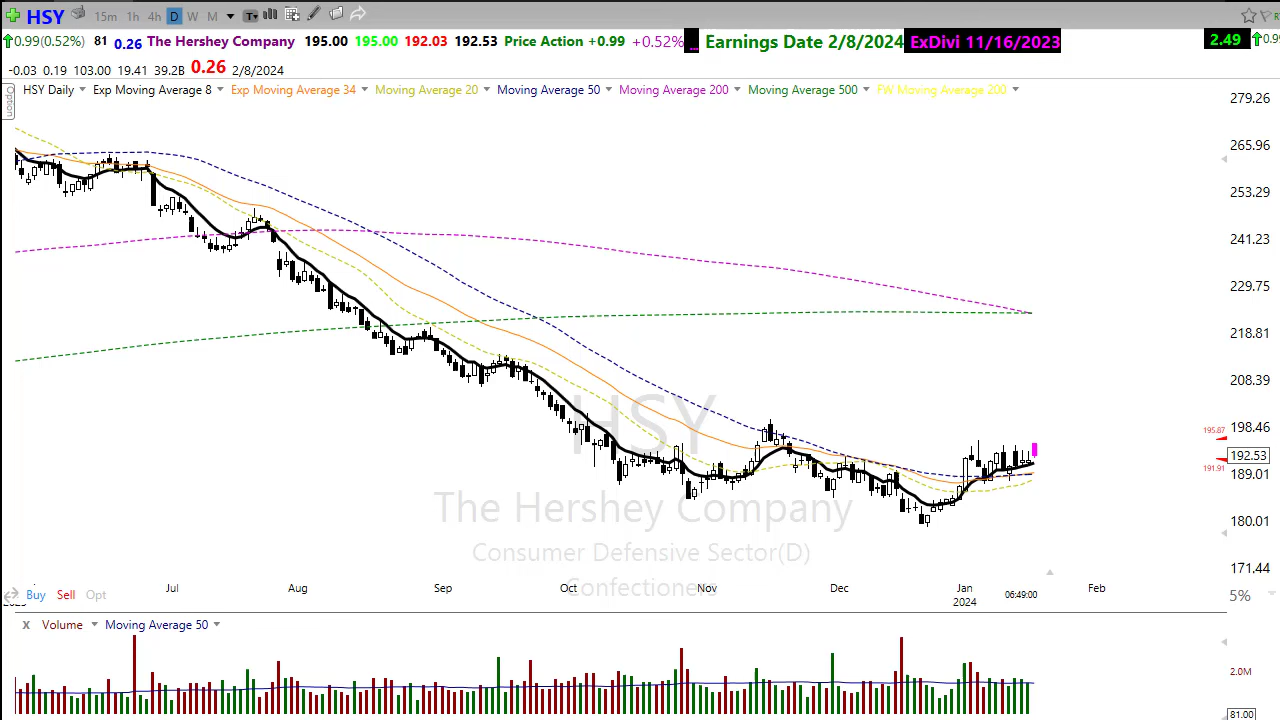 HSY 15m 1h 4h D W M T
0.99(0.52%) 81 0.26 The Hershey Company 195.00 195.00 192.03 192.53 Price Action +0.99 +0.52% ... Earnings Date 2/8/2024 ExDivi 11/16/2023 2.49 0.99
-0.03 0.19 103.00 19.41 39.2B 0.26 2/8/2024
Option
HSY Daily Exp Moving Average 8 Exp Moving Average 34 Moving Average 20 Moving Average 50 Moving Average 200 Moving Average 500 FW Moving Average 200
279.26
265.96
253.29
241.23
229.75
218.81
208.39
198.46
195.87
192.53
191.91
189.01
180.01
171.44
HSY
The Hershey Company
Consumer Defensive Sector(D)
Confectioners
Jul Aug Sep Oct Nov Dec Jan Feb
2024 06:49:00
Buy Sell Opt 5%
X Volume Moving Average 50
2.0M
81.00